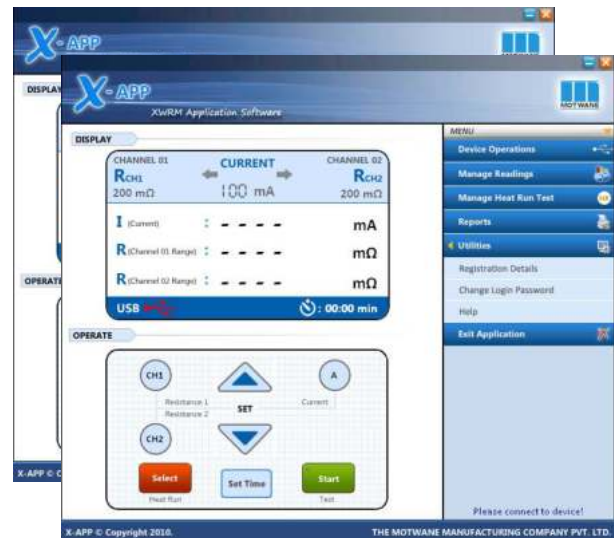 X-APP
DISPLAY
OPERATE
X-APP © C
X-APP
XWRM Application Software
MOTWANE
DISPLAY
CHANNEL 01 CURRENT CHANNEL 02
RCH1 RCH2
200 mΩ 100 mA 200 mΩ
I (Current) : - - - - mA
R (Channel 01 Range) : - - - - mΩ
R (Channel 02 Range) : - - - - mΩ
USB : 00:00 min
OPERATE
CH1 A
Resistance 1 SET Current
Resistance 2
CH2
Select Set Time Start
Heat Run Test
MENU
Device Operations
Manage Readings
Manage Heat Run Test
Reports
Utilities
Registration Details
Change Login Password
Help
Exit Application
Please connect to device!
X-APP © Copyright 2010. THE MOTWANE MANUFACTURING COMPANY PVT. LTD.